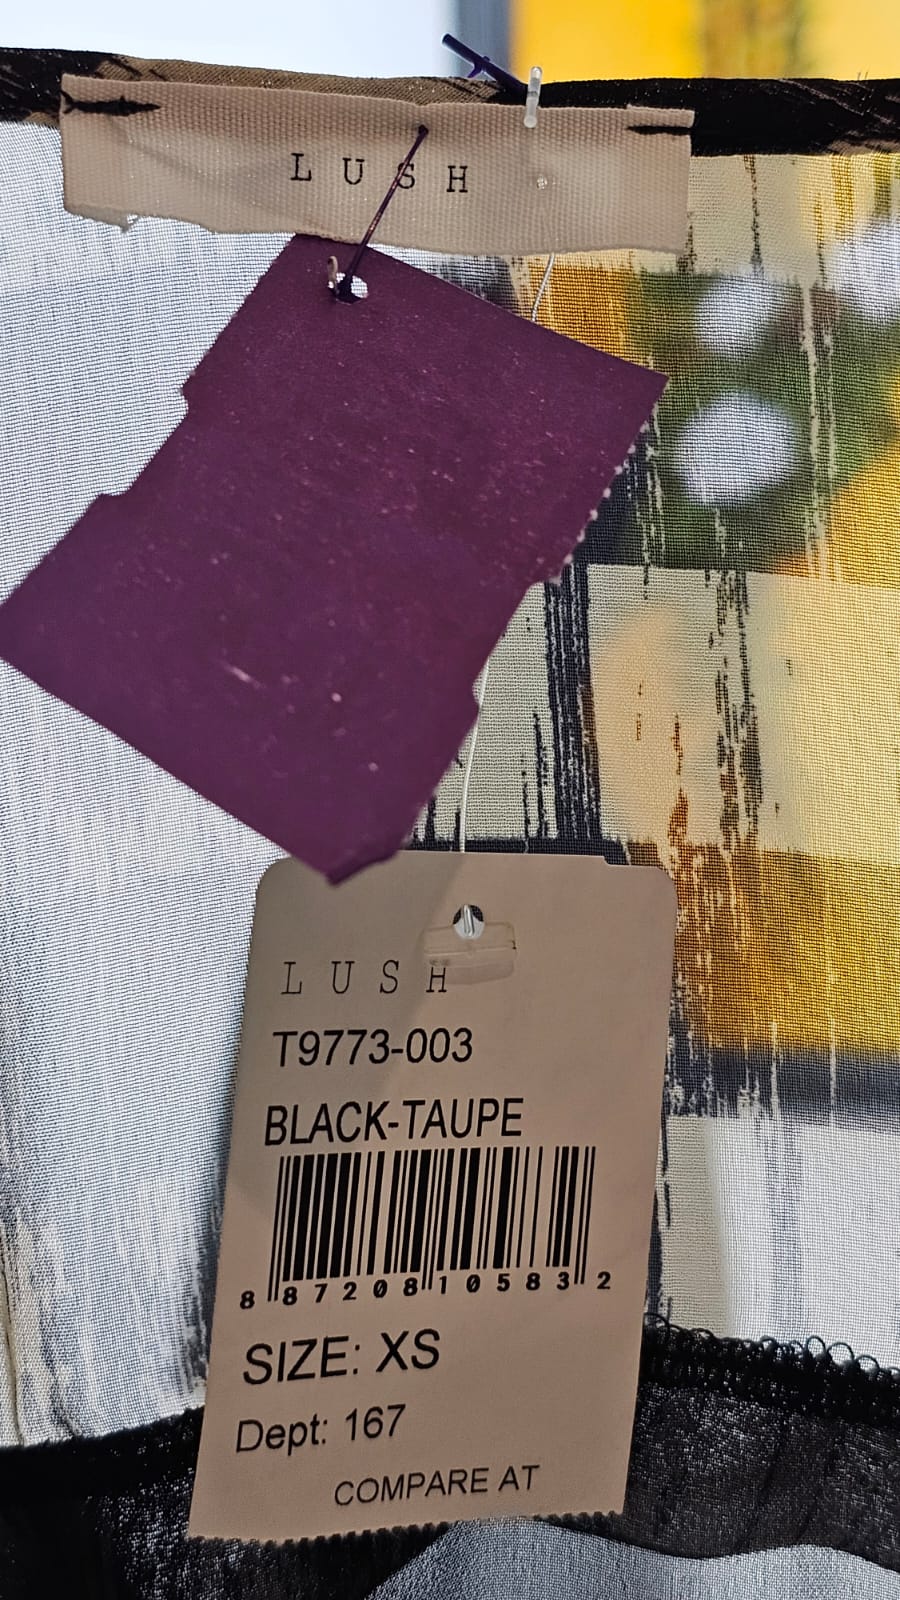 LUSH
LUSH
T9773-003
BLACK-TAUPE
8 87208 10583 2
SIZE: XS
Dept: 167
COMPARE AT